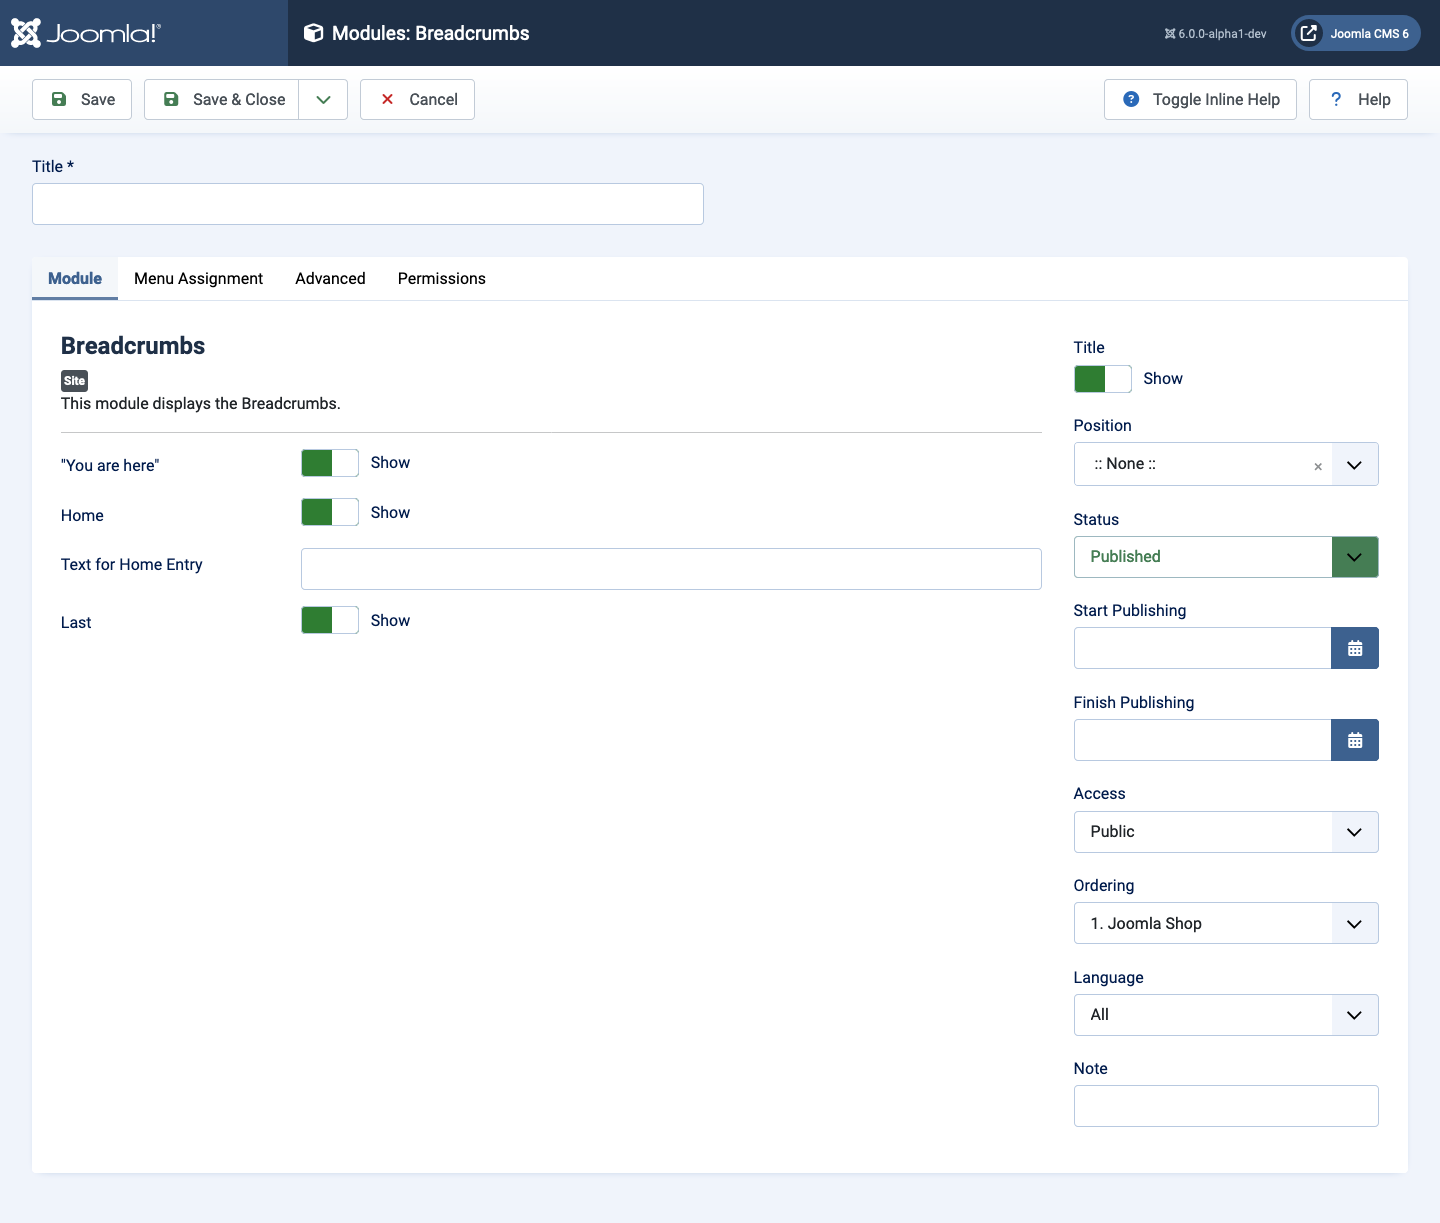 Joomla!®
Modules: Breadcrumbs
6.0.0-alpha1-dev
Joomla CMS 6
Save
Save & Close
Cancel
Toggle Inline Help
? Help
Title *
Module
Menu Assignment
Advanced
Permissions
Breadcrumbs
Site
This module displays the Breadcrumbs.
"You are here"
Show
Home
Show
Text for Home Entry
Last
Show
Title
Show
Position
:: None ::
×
Status
Published
Start Publishing
Finish Publishing
Access
Public
Ordering
1. Joomla Shop
Language
All
Note